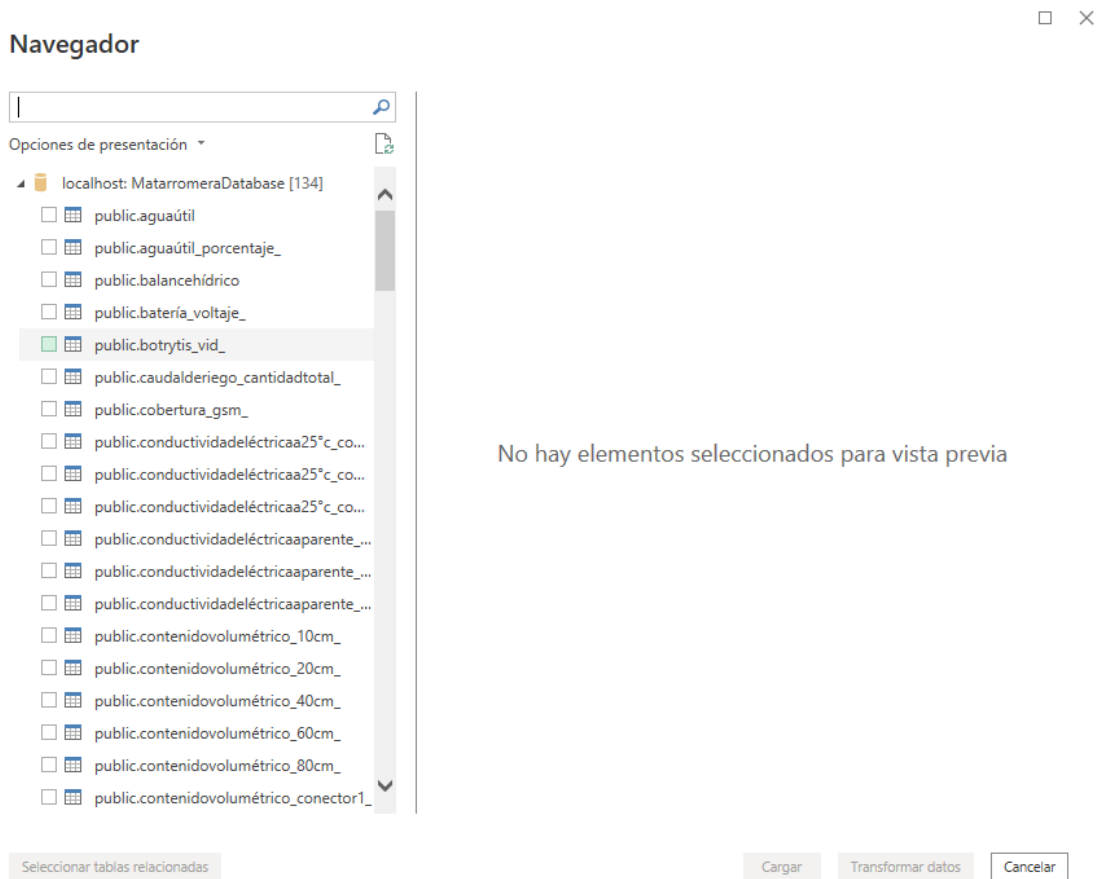 Navegador
Opciones de presentación
localhost: MatarromeraDatabase [134]
public.aguaútil
public.aguaútil_porcentaje_
public.balancehídrico
public.batería_voltaje_
public.botrytis_vid_
public.caudalderiego_cantidadtotal_
public.cobertura_gsm_
public.conductividadeléctricaa25°c_co...
public.conductividadeléctricaa25°c_co...
public.conductividadeléctricaa25°c_co...
public.conductividadeléctricaaparente_...
public.conductividadeléctricaaparente_...
public.conductividadeléctricaaparente_...
public.contenidovolumétrico_10cm_
public.contenidovolumétrico_20cm_
public.contenidovolumétrico_40cm_
public.contenidovolumétrico_60cm_
public.contenidovolumétrico_80cm_
public.contenidovolumétrico_conector1_
No hay elementos seleccionados para vista previa
Seleccionar tablas relacionadas
Cargar
Transformar datos
Cancelar